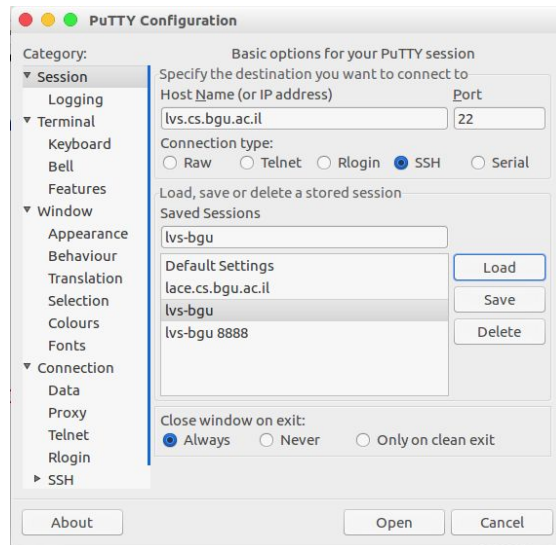 PuTTY Configuration
Category:
Session
Logging
Terminal
Keyboard
Bell
Features
Window
Appearance
Behaviour
Translation
Selection
Colours
Fonts
Connection
Data
Proxy
Telnet
Rlogin
SSH
Basic options for your PuTTY session
Specify the destination you want to connect to
Host Name (or IP address) Port
lvs.cs.bgu.ac.il 22
Connection type:
Raw Telnet Rlogin SSH Serial
Load, save or delete a stored session
Saved Sessions
lvs-bgu
Default Settings
lace.cs.bgu.ac.il
lvs-bgu
lvs-bgu 8888
Load
Save
Delete
Close window on exit:
Always Never Only on clean exit
About Open Cancel